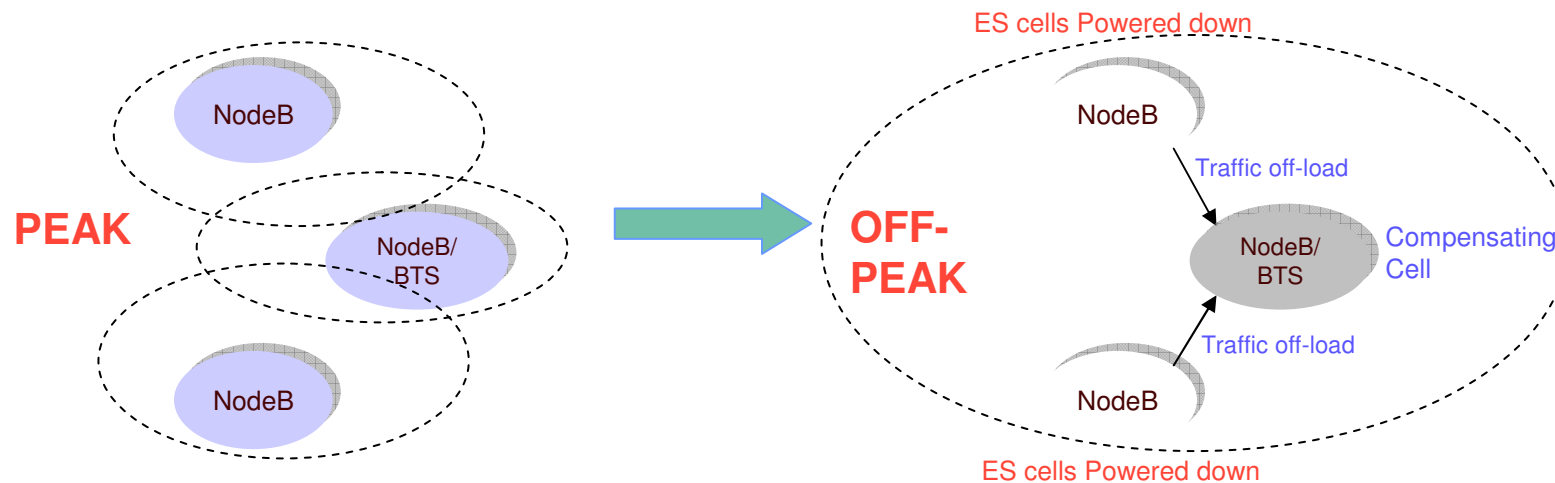 NodeB
PEAK
NodeB/
BTS
NodeB
ES cells Powered down
NodeB
Traffic off-load
OFF-
PEAK
NodeB/
BTS
Compensating
Cell
Traffic off-load
NodeB
ES cells Powered down